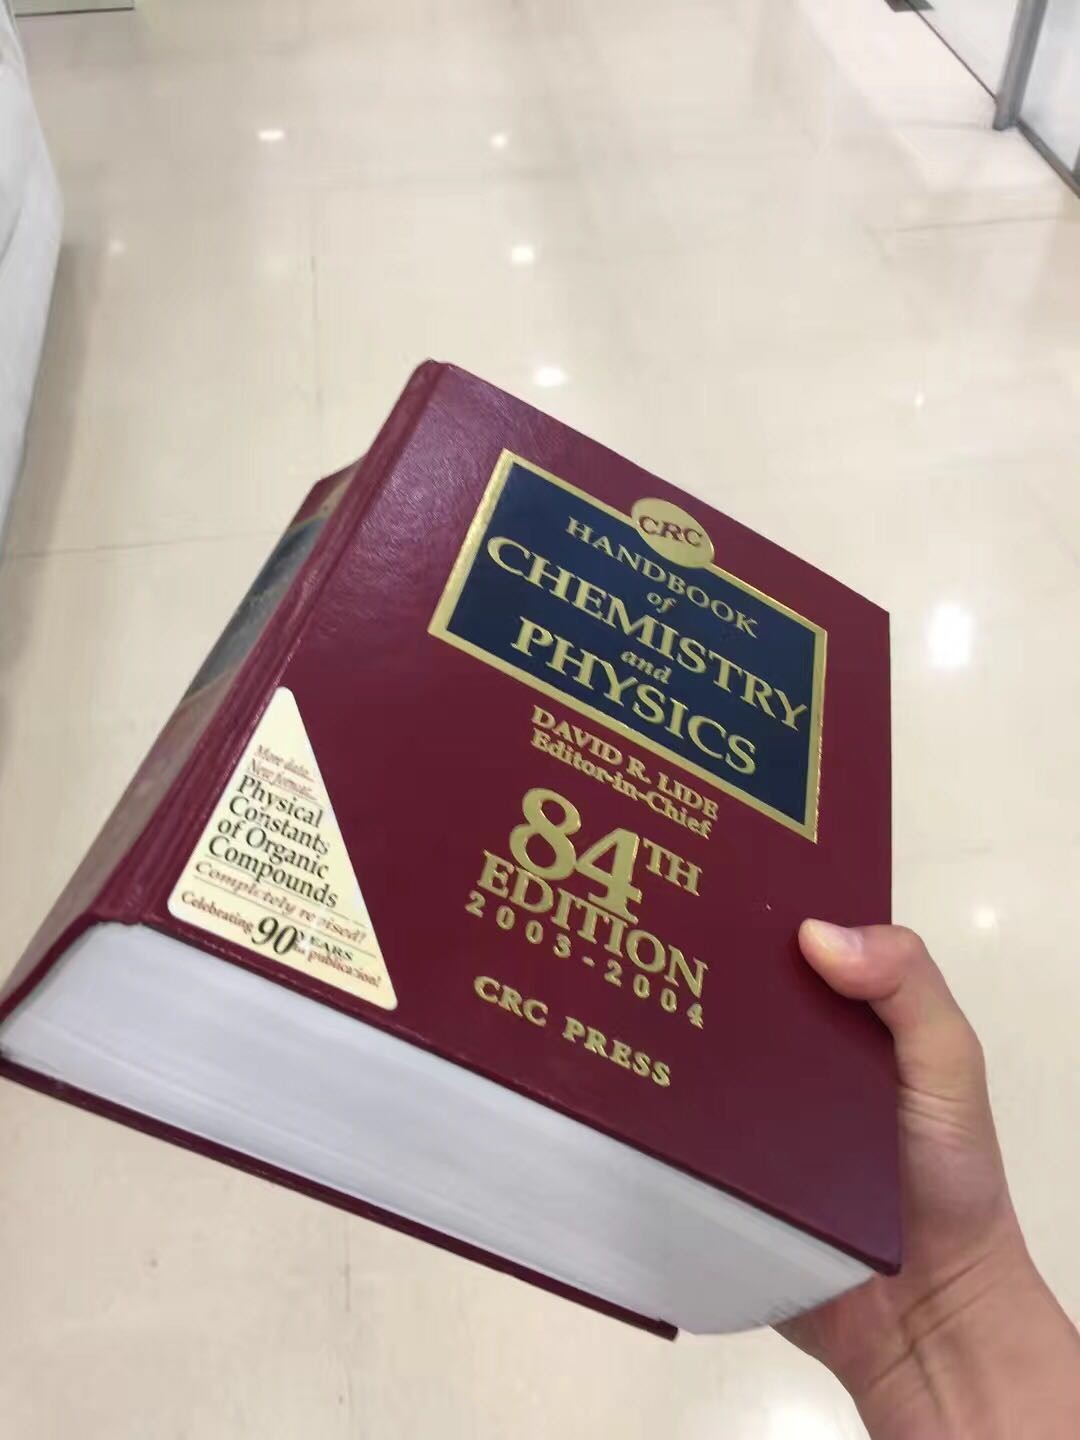 CRC
HANDBOOK
of
CHEMISTRY
and
PHYSICS
DAVID R. LIDE
Editor-in-Chief
84TH
EDITION
2003-2004
CRC PRESS
More data...
New format...
Physical
Constants
of Organic
Compounds
Completely revised!
Celebrating 90 YEARS
publication!